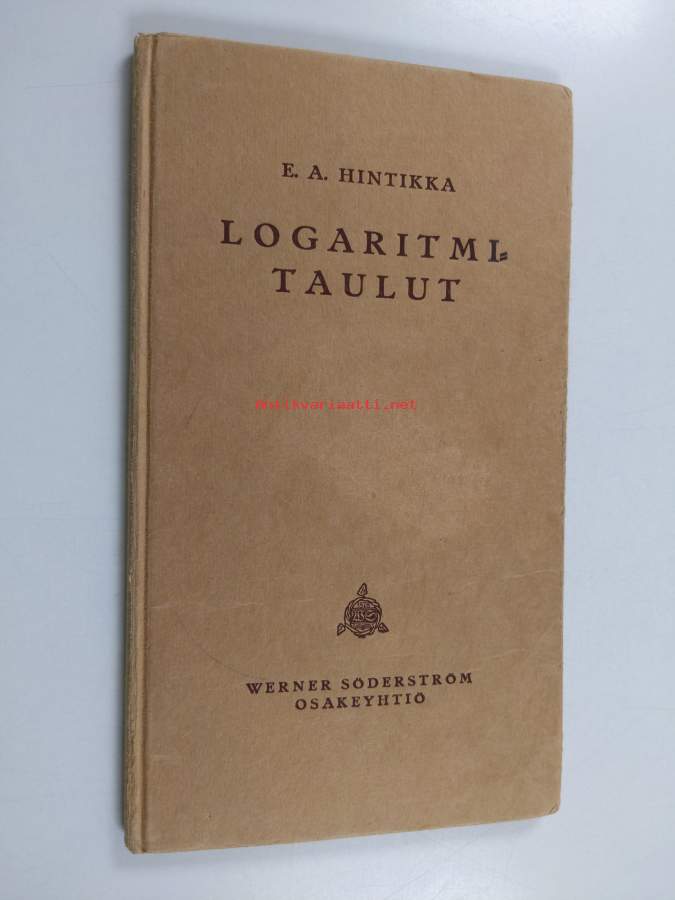 E. A. HINTIKKA
LOGARITMI=
TAULUT
Antikvariaatti.net
WERNER SÖDERSTRÖM
OSAKEYHTIÖ